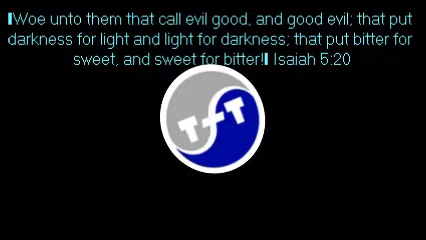 Woe unto them that call evil good, and good evil; that put
darkness for light and light for darkness; that put bitter for
sweet, and sweet for bitter! Isaiah 5:20
TfT